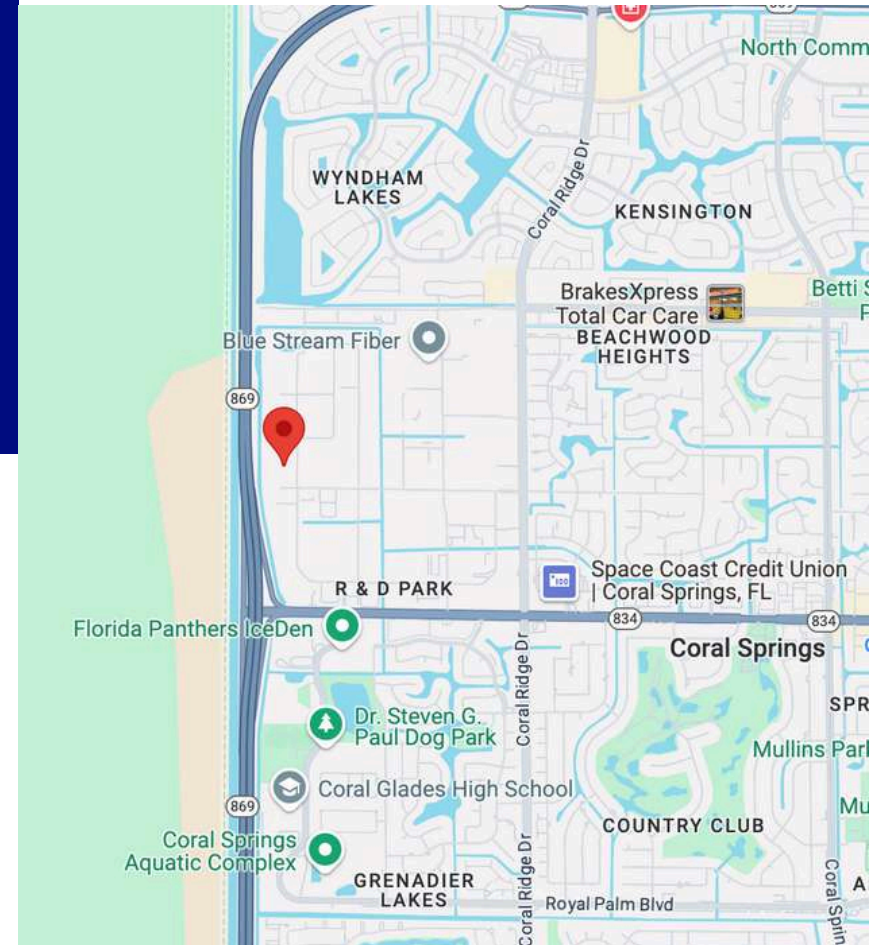 North Comm
WYNDHAM
LAKES
Coral Ridge Dr
KENSINGTON
BrakesXpress
Total Car Care
Betti S
P
Blue Stream Fiber
BEACHWOOD
HEIGHTS
869
Space Coast Credit Union
| Coral Springs, FL
R & D PARK
834
834
Florida Panthers IceDen
Coral Springs
Coral Ridge Dr
SPR
Dr. Steven G.
Paul Dog Park
Mullins Park
Coral Glades High School
869
Mu
COUNTRY CLUB
Coral Springs
Aquatic Complex
Coral Ridge Dr
GRENADIER
LAKES
Royal Palm Blvd
Coral Sprin
A